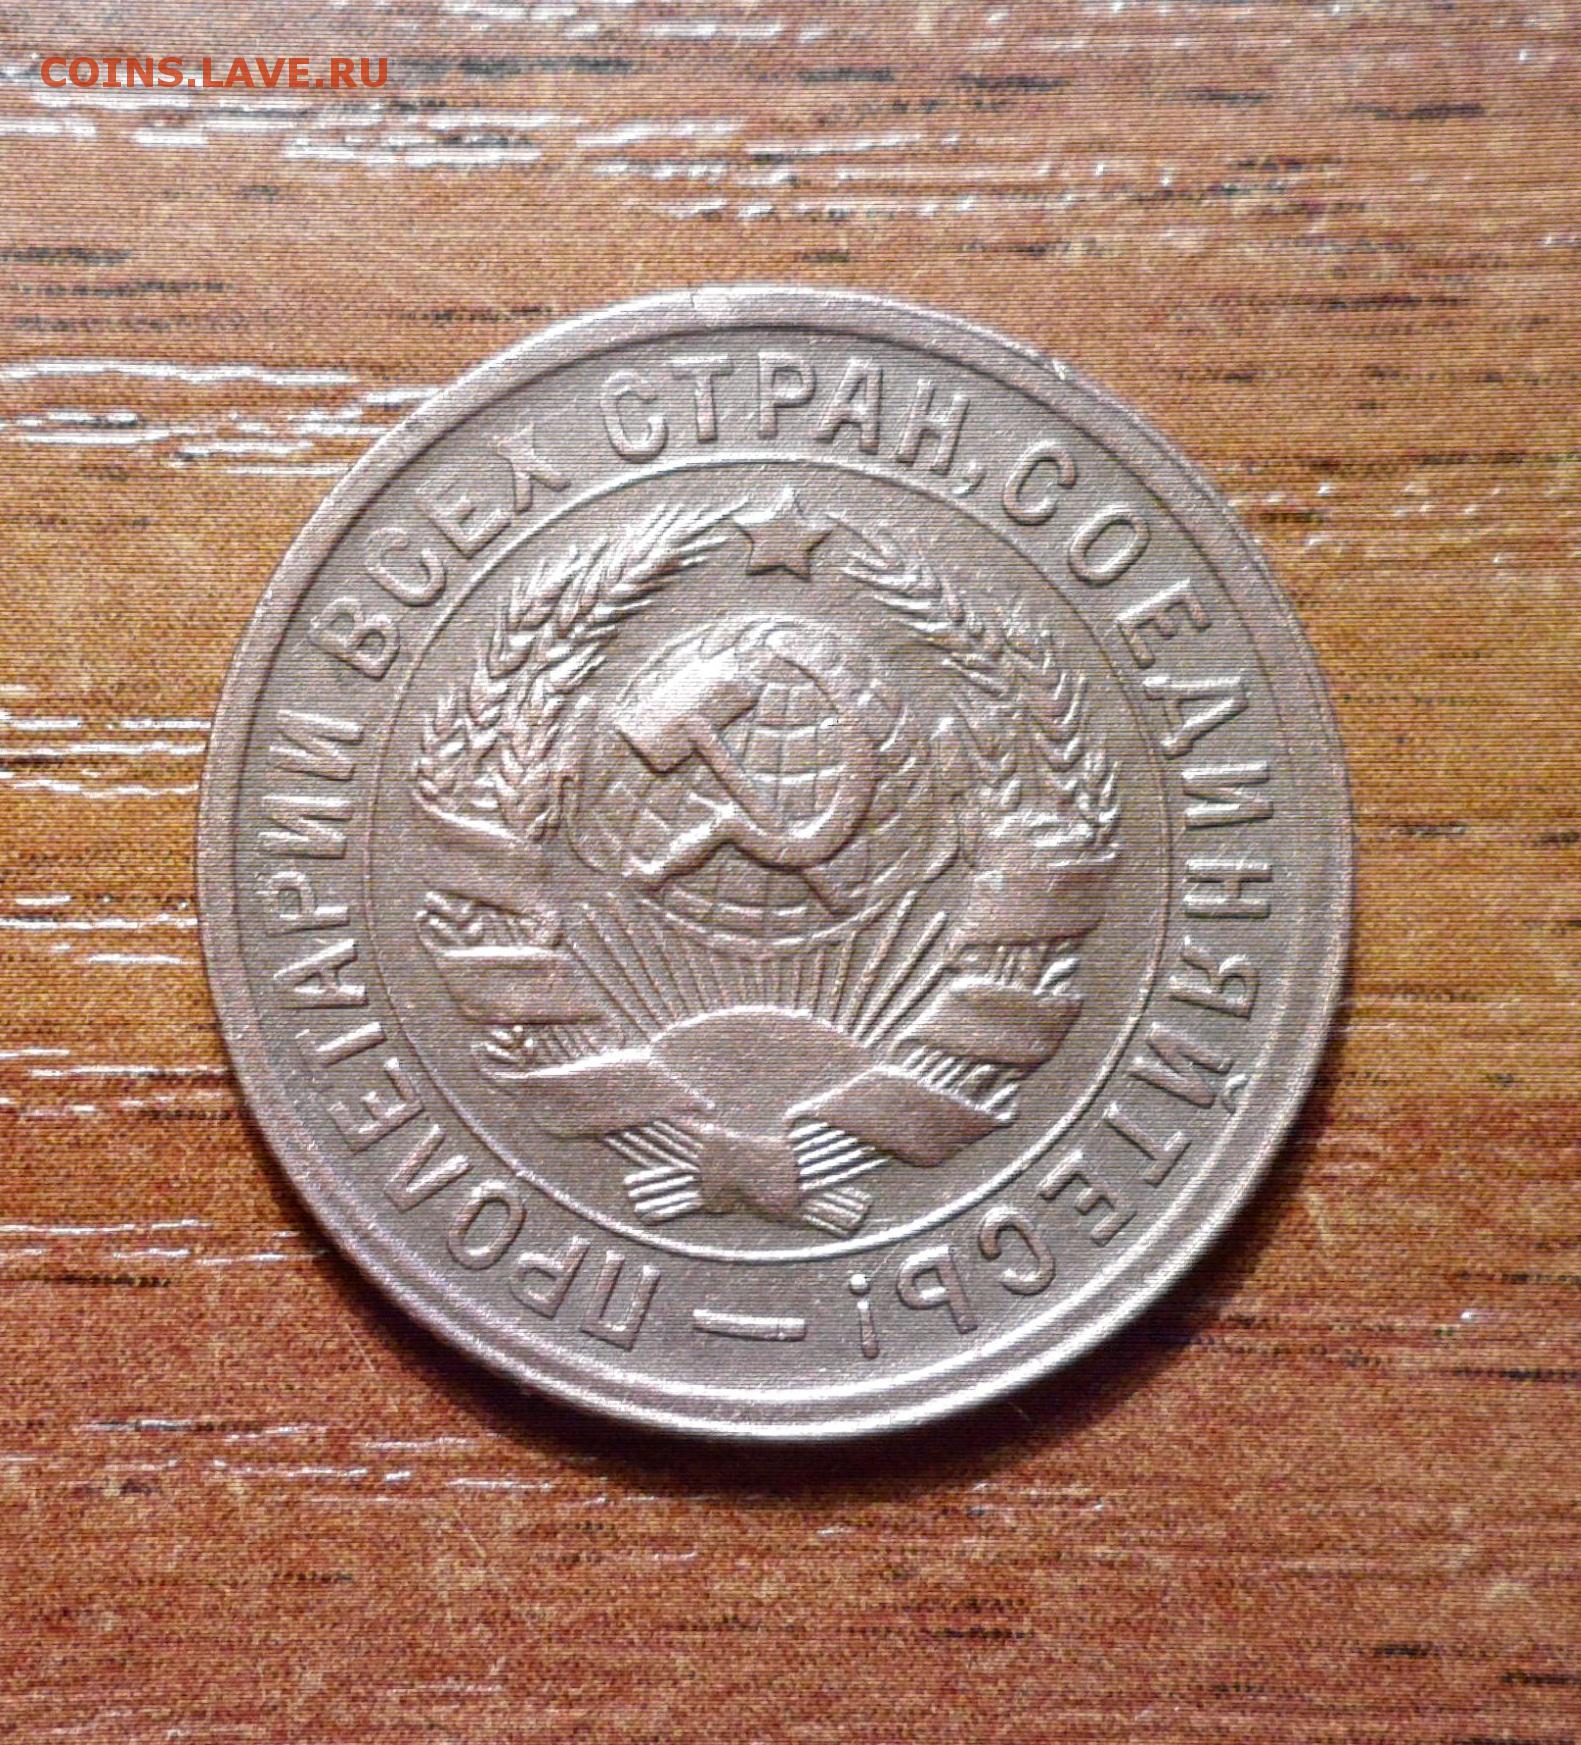 COINS.LAVE.RU
ПРОЛЕТАРИИ ВСЕХ СТРАН, СОЕДИНЯЙТЕСЬ! —